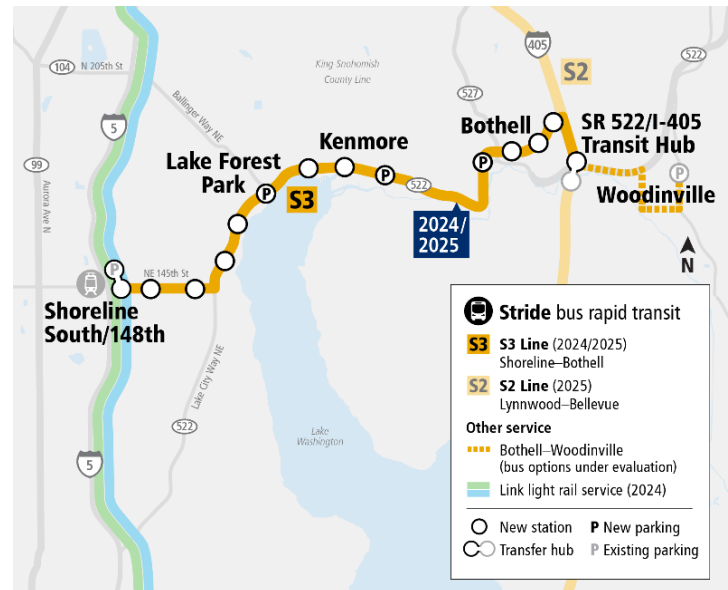 405
522
104
N 205th St
King Snohomish
County Line
S2
5
Ballinger Way NE
527
Bothell
SR 522/I-405
Transit Hub
99
Kenmore
Lake Forest
Park
P
P
P
P
522
Woodinville
Aurora Ave N
P
S3
2024/
2025
N
P
NE 145th St
Shoreline
South/148th
Lake City Way NE
522
Lake
Washington
5
Stride bus rapid transit
S3
S3 Line (2024/2025)
Shoreline–Bothell
S2
S2 Line (2025)
Lynnwood–Bellevue
Other service
Bothell–Woodinville
(bus options under evaluation)
Link light rail service (2024)
New station
P New parking
Transfer hub
P Existing parking